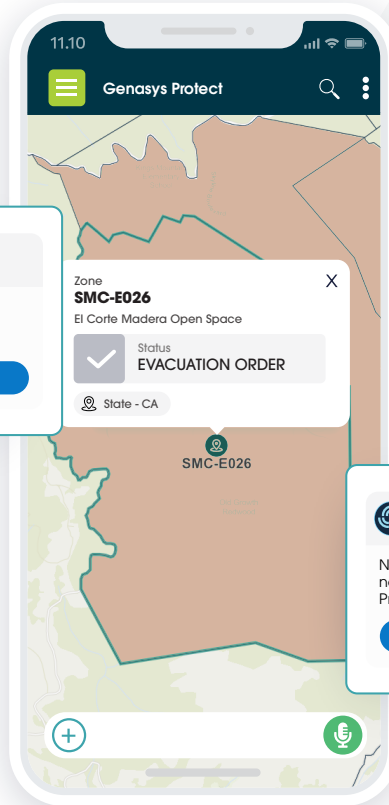 11.10
Genasys Protect
Zone
X
SMC-E026
El Corte Madera Open Space
Status
EVACUATION ORDER
State - CA
SMC-E026